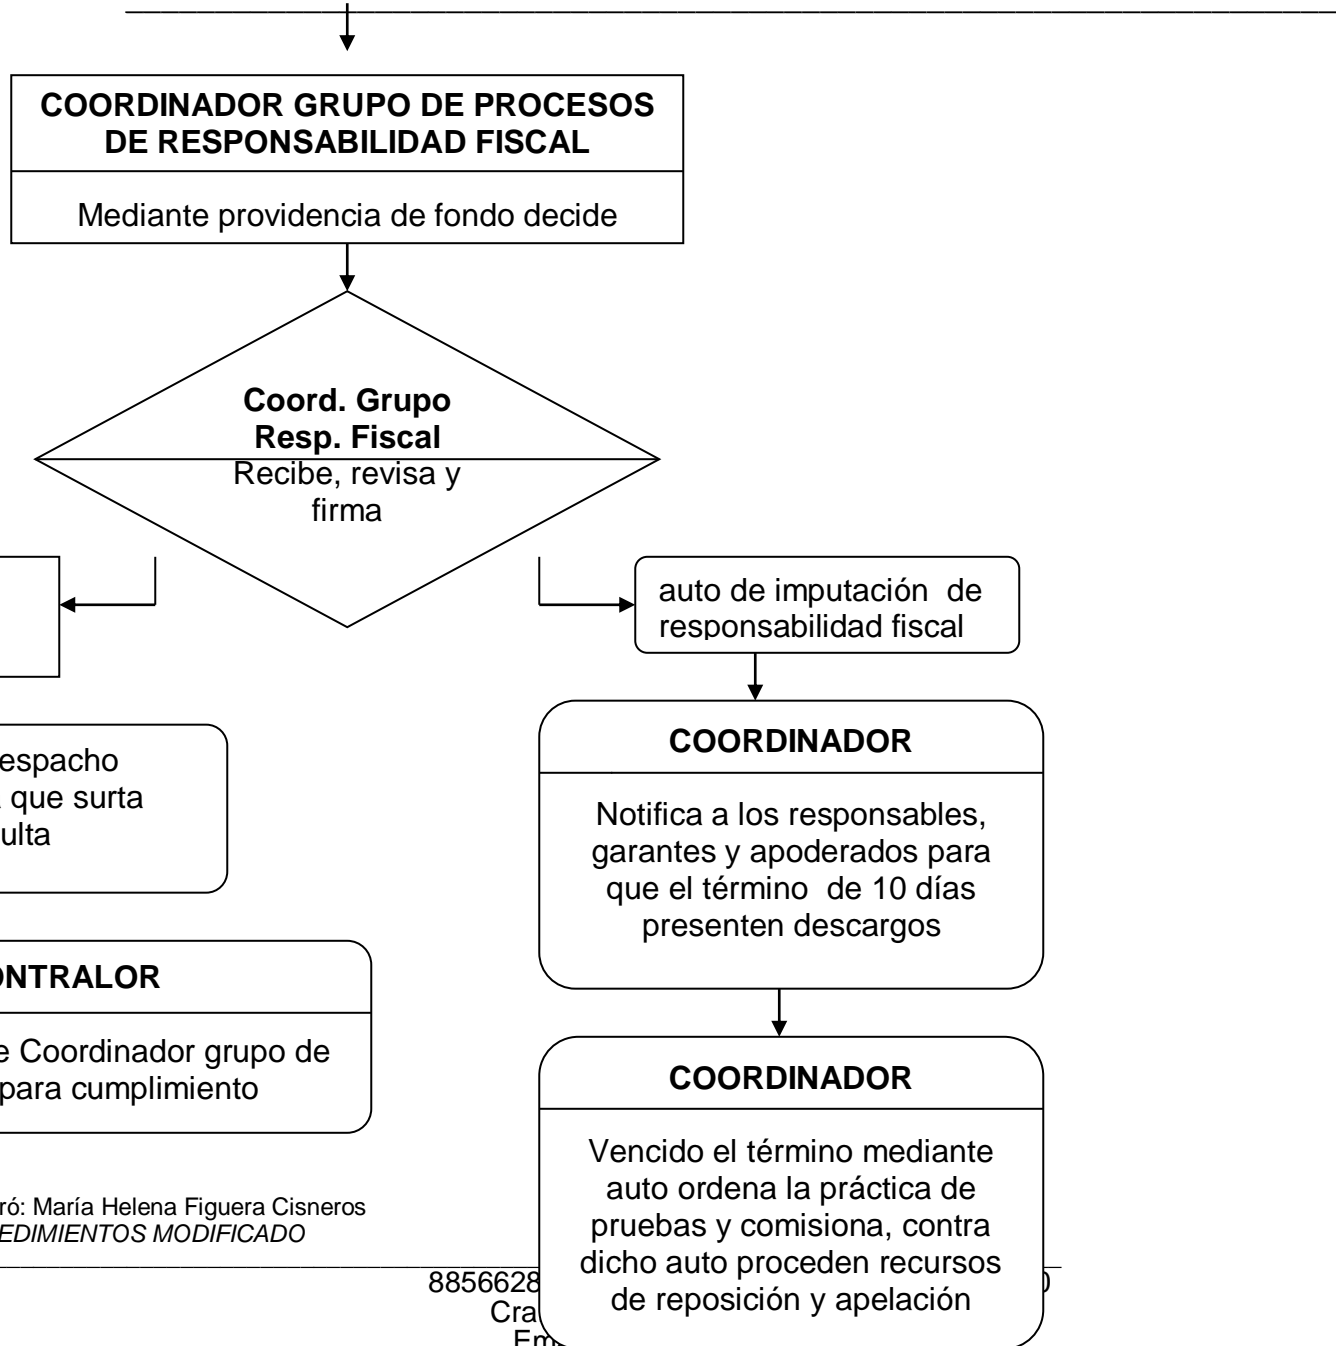 COORDINADOR GRUPO DE PROCESOS
DE RESPONSABILIDAD FISCAL
Mediante providencia de fondo decide
Coord. Grupo
Resp. Fiscal
Recibe, revisa y
firma
auto de imputación de
responsabilidad fiscal
COORDINADOR
Notifica a los responsables,
garantes y apoderados para
que el término de 10 días
presenten descargos
espacho
que surta
ulta
ONTRALOR
e Coordinador grupo de
para cumplimiento
COORDINADOR
Vencido el término mediante
auto ordena la práctica de
pruebas y comisiona, contra
dicho auto proceden recursos
de reposición y apelación
ró: María Helena Figuera Cisneros
EDIMIENTOS MODIFICADO
8856628
Cra
Em